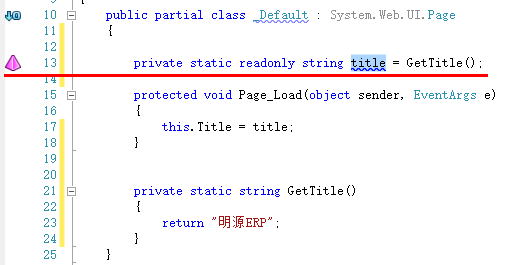 9 {
10 public partial class _Default : System.Web.UI.Page
11 {
12
13 private static readonly string title = GetTitle();
14
15 protected void Page_Load(object sender, EventArgs e)
16 {
17 this.Title = title;
18 }
19
20
21 private static string GetTitle()
22 {
23 return "明源ERP";
24 }
25 }